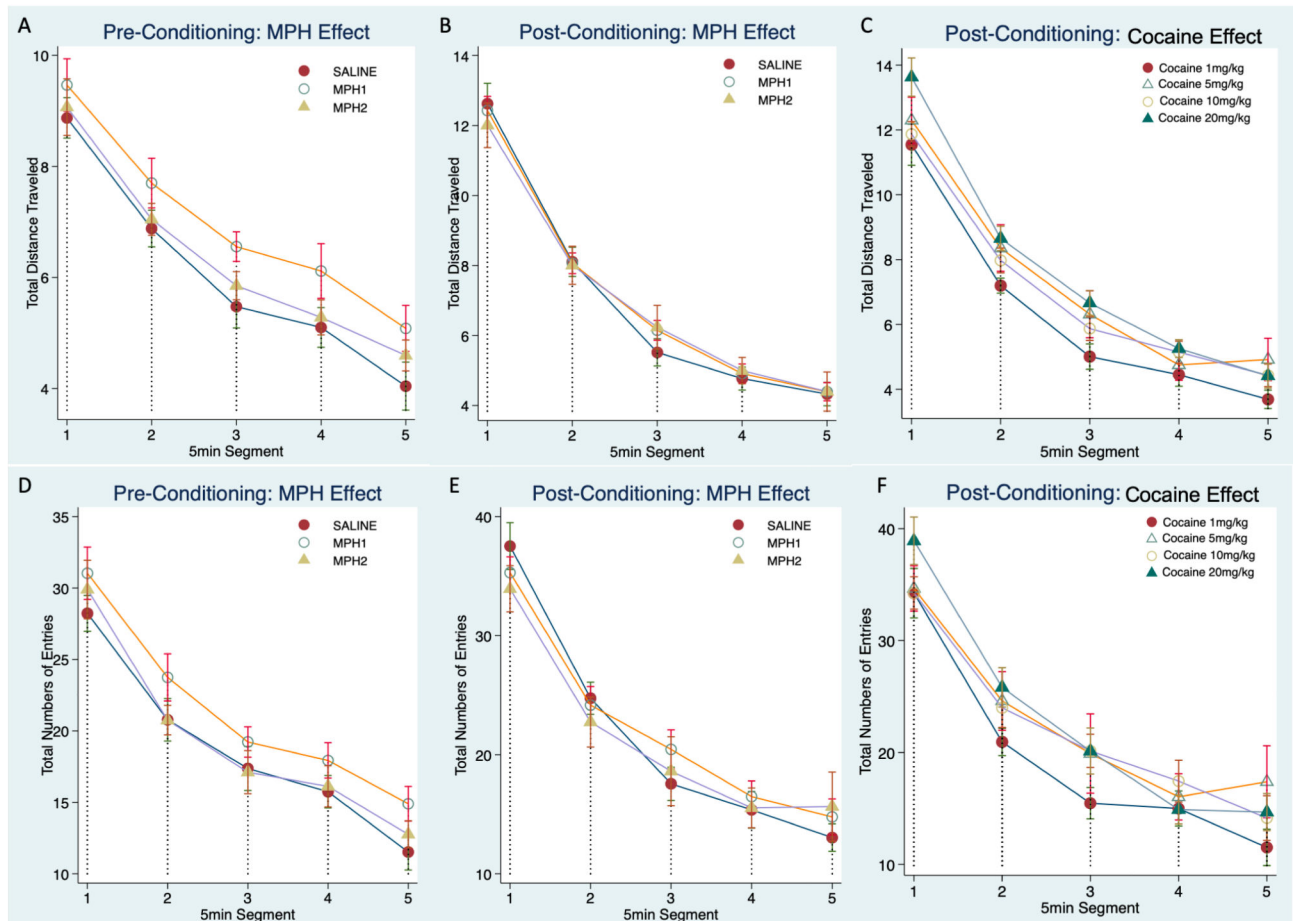 A
Pre-Conditioning: MPH Effect
10
8
6
4
Total Distance Traveled
SALINE
MPH1
MPH2
1 2 3 4 5
5min Segment
B
Post-Conditioning: MPH Effect
14
12
10
8
6
4
Total Distance Traveled
SALINE
MPH1
MPH2
1 2 3 4 5
5min Segment
C
Post-Conditioning: Cocaine Effect
14
12
10
8
6
4
Total Distance Traveled
Cocaine 1mg/kg
Cocaine 5mg/kg
Cocaine 10mg/kg
Cocaine 20mg/kg
1 2 3 4 5
5min Segment
D
Pre-Conditioning: MPH Effect
35
30
25
20
15
10
Total Numbers of Entries
SALINE
MPH1
MPH2
1 2 3 4 5
5min Segment
E
Post-Conditioning: MPH Effect
40
30
20
10
Total Numbers of Entries
SALINE
MPH1
MPH2
1 2 3 4 5
5min Segment
F
Post-Conditioning: Cocaine Effect
40
30
20
10
Total Numbers of Entries
Cocaine 1mg/kg
Cocaine 5mg/kg
Cocaine 10mg/kg
Cocaine 20mg/kg
1 2 3 4 5
5min Segment